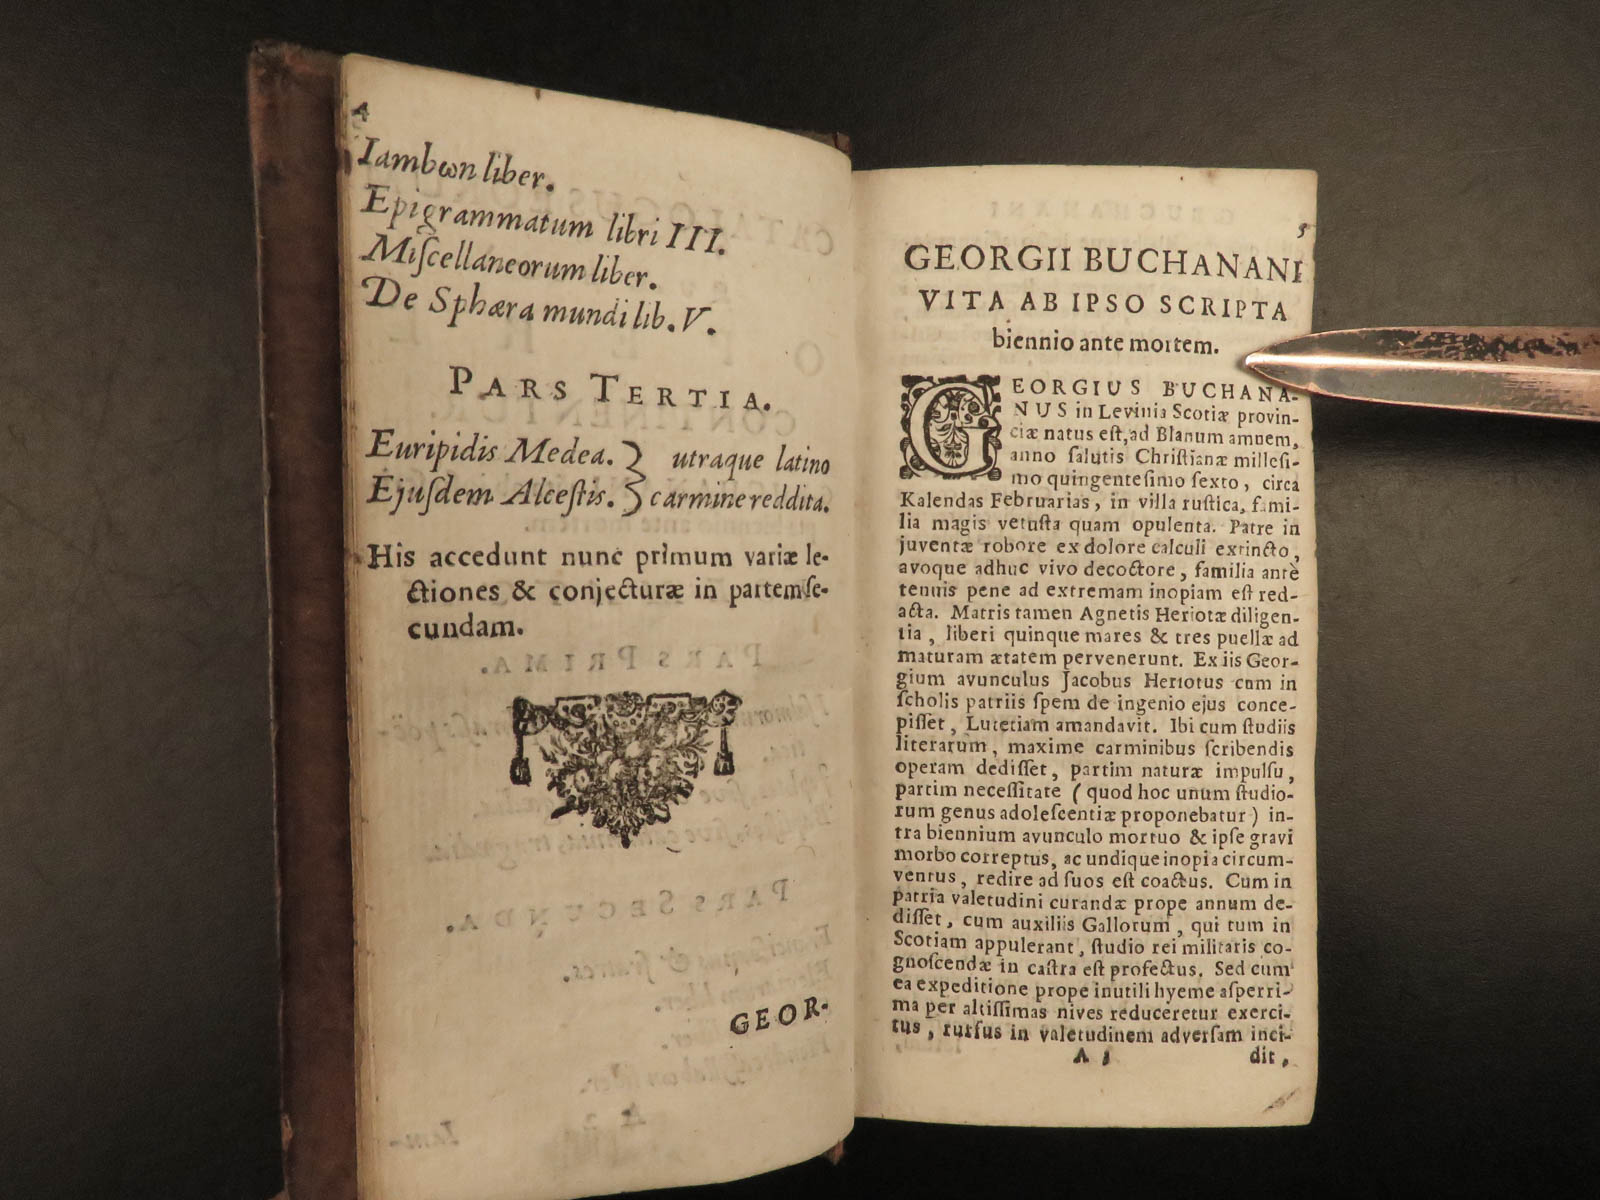 4
Iambωn liber.
Epigrammatum libri III.
Miſcellaneorum liber.
De Sphæra mundi lib. V.
PARS TERTIA.
Euripidis Medea. } utraque latino
Ejuſdem Alceſtis. } carmine reddita.
His accedunt nunc primum variæ le-
ctiones & conjecturæ in partem ſe-
cundam.
GEOR-
5
GEORGII BUCHANANI
VITA AB IPSO SCRIPTA
biennio ante mortem.
GEORGIUS BUCHANA-
NUS in Levinia Scotiæ provin-
ciæ natus eſt, ad Blanum amnem,
anno ſalutis Chriſtianæ milleſi-
mo quingenteſimo ſexto, circa
Kalendas Februarias, in villa ruſtica, fami-
lia magis vetuſta quam opulenta. Patre in
juventæ robore ex dolore calculi extincto,
avoque adhuc vivo decoctore, familia antè
tenuis pene ad extremam inopiam eſt red-
acta. Matris tamen Agnetis Heriotæ diligen-
tia, liberi quinque mares & tres puellæ ad
maturam ætatem pervenerunt. Ex iis Geor-
gium avunculus Jacobus Heriotus cum in
ſcholis patriis ſpem de ingenio ejus conce-
piſſet, Lutetiam amandavit. Ibi cum ſtudiis
literarum, maxime carminibus ſcribendis
operam dediſſet, partim naturæ impulſu,
partim neceſſitate (quod hoc unum ſtudio-
rum genus adoleſcentiæ proponebatur) in-
tra biennium avunculo mortuo & ipſe gravi
morbo correptus, ac undique inopia circum-
ventus, redire ad ſuos eſt coactus. Cum in
patria valetudini curandæ prope annum de-
diſſet, cum auxiliis Gallorum, qui tum in
Scotiam appulerant, ſtudio rei militaris co-
gnoſcendæ in caſtra eſt profectus. Sed cum
ea expeditione prope inutili hyeme aſperri-
ma per altiſſimas nives reduceretur exerci-
tus, rurſus in valetudinem adverſam inci-
A 3 dit,